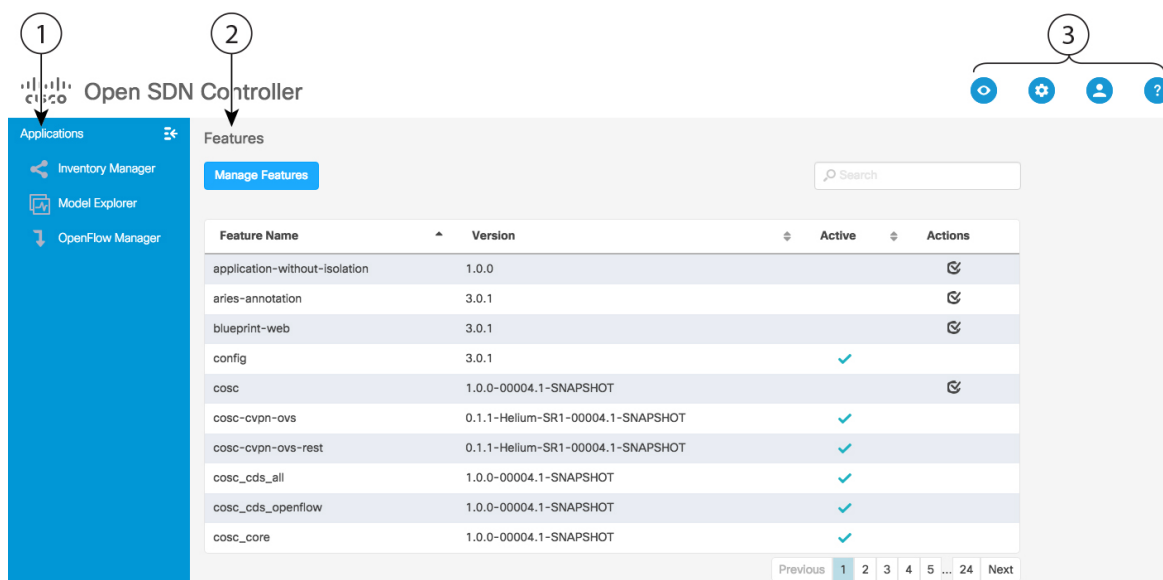 1
2
3
CISCO Open SDN Controller
?
Applications
Inventory Manager
Model Explorer
OpenFlow Manager
Features
Manage Features
Search
Feature Name Version Active Actions
application-without-isolation 1.0.0
aries-annotation 3.0.1
blueprint-web 3.0.1
config 3.0.1
cosc 1.0.0-00004.1-SNAPSHOT
cosc-cvpn-ovs 0.1.1-Helium-SR1-00004.1-SNAPSHOT
cosc-cvpn-ovs-rest 0.1.1-Helium-SR1-00004.1-SNAPSHOT
cosc_cds_all 1.0.0-00004.1-SNAPSHOT
cosc_cds_openflow 1.0.0-00004.1-SNAPSHOT
cosc_core 1.0.0-00004.1-SNAPSHOT
Previous 1 2 3 4 5 ... 24 Next